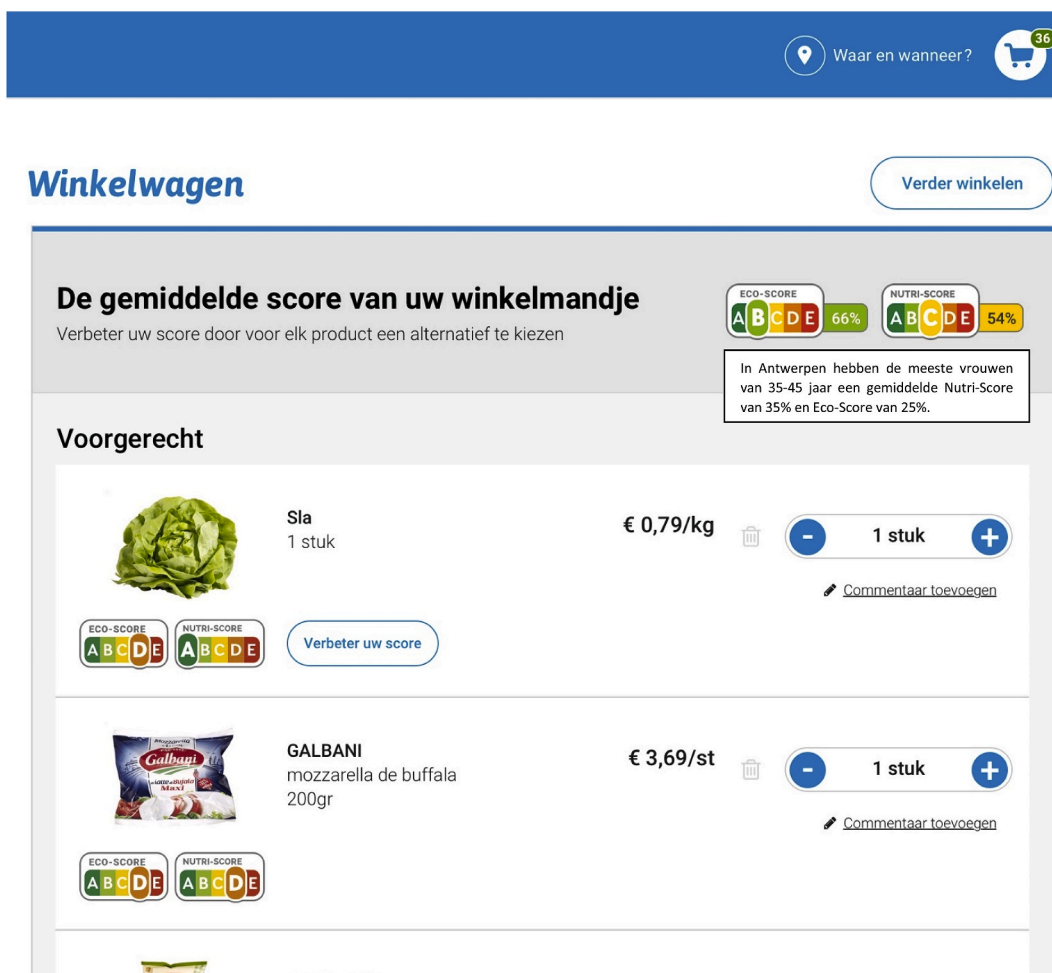 36
Waar en wanneer?
Winkelwagen
Verder winkelen
De gemiddelde score van uw winkelmandje
Verbeter uw score door voor elk product een alternatief te kiezen
ECO-SCORE
A B C D E 66%
NUTRI-SCORE
A B C D E 54%
In Antwerpen hebben de meeste vrouwen
van 35-45 jaar een gemiddelde Nutri-Score
van 35% en Eco-Score van 25%.
Voorgerecht
Sla
1 stuk
€ 0,79/kg
- 1 stuk +
Commentaar toevoegen
ECO-SCORE
A B C D E
NUTRI-SCORE
A B C D E
Verbeter uw score
Mozzarella
Galbani
Maxi
GALBANI
mozzarella de buffala
200gr
€ 3,69/st
- 1 stuk +
Commentaar toevoegen
ECO-SCORE
A B C D E
NUTRI-SCORE
A B C D E